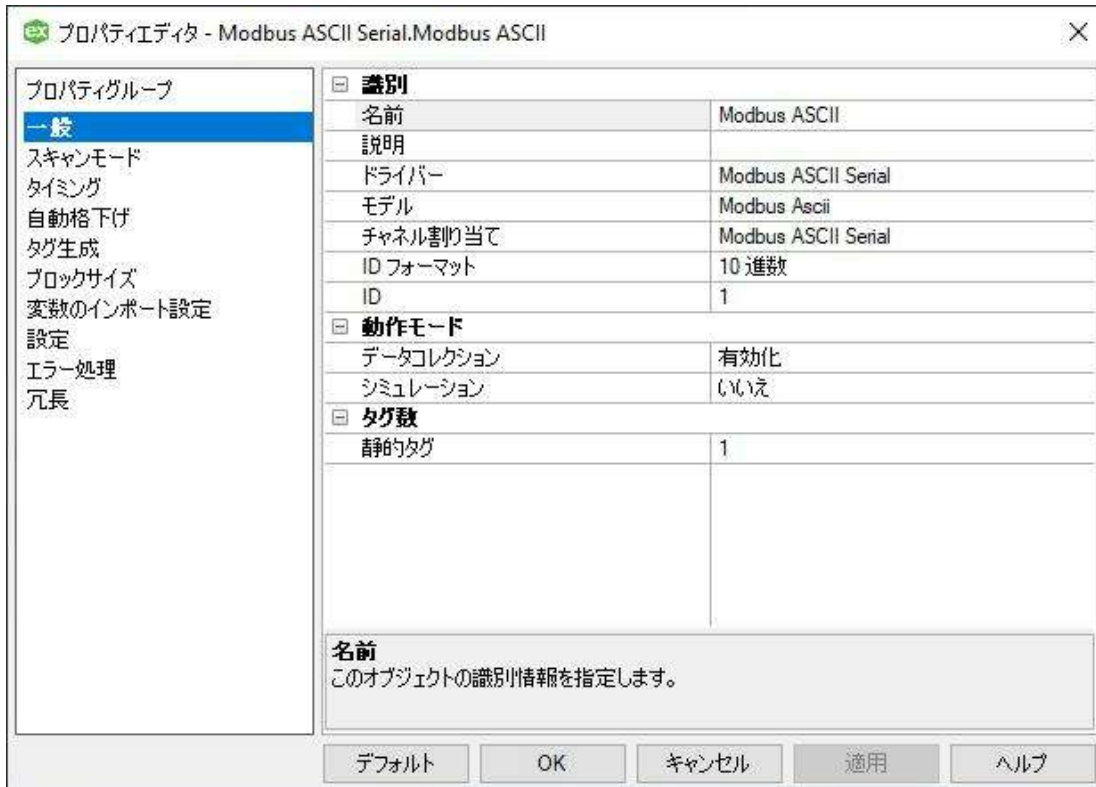 プロパティエディタ - Modbus ASCII Serial.Modbus ASCII
プロパティグループ
一般
スキャンモード
タイミング
自動格下げ
タグ生成
ブロックサイズ
変数のインポート設定
設定
エラー処理
冗長
識別
名前 Modbus ASCII
説明
ドライバー Modbus ASCII Serial
モデル Modbus Ascii
チャネル割り当て Modbus ASCII Serial
ID フォーマット 10 進数
ID 1
動作モード
データコレクション 有効化
シミュレーション いいえ
タグ数
静的タグ 1
名前
このオブジェクトの識別情報を指定します。
デフォルト OK キャンセル 適用 ヘルプ